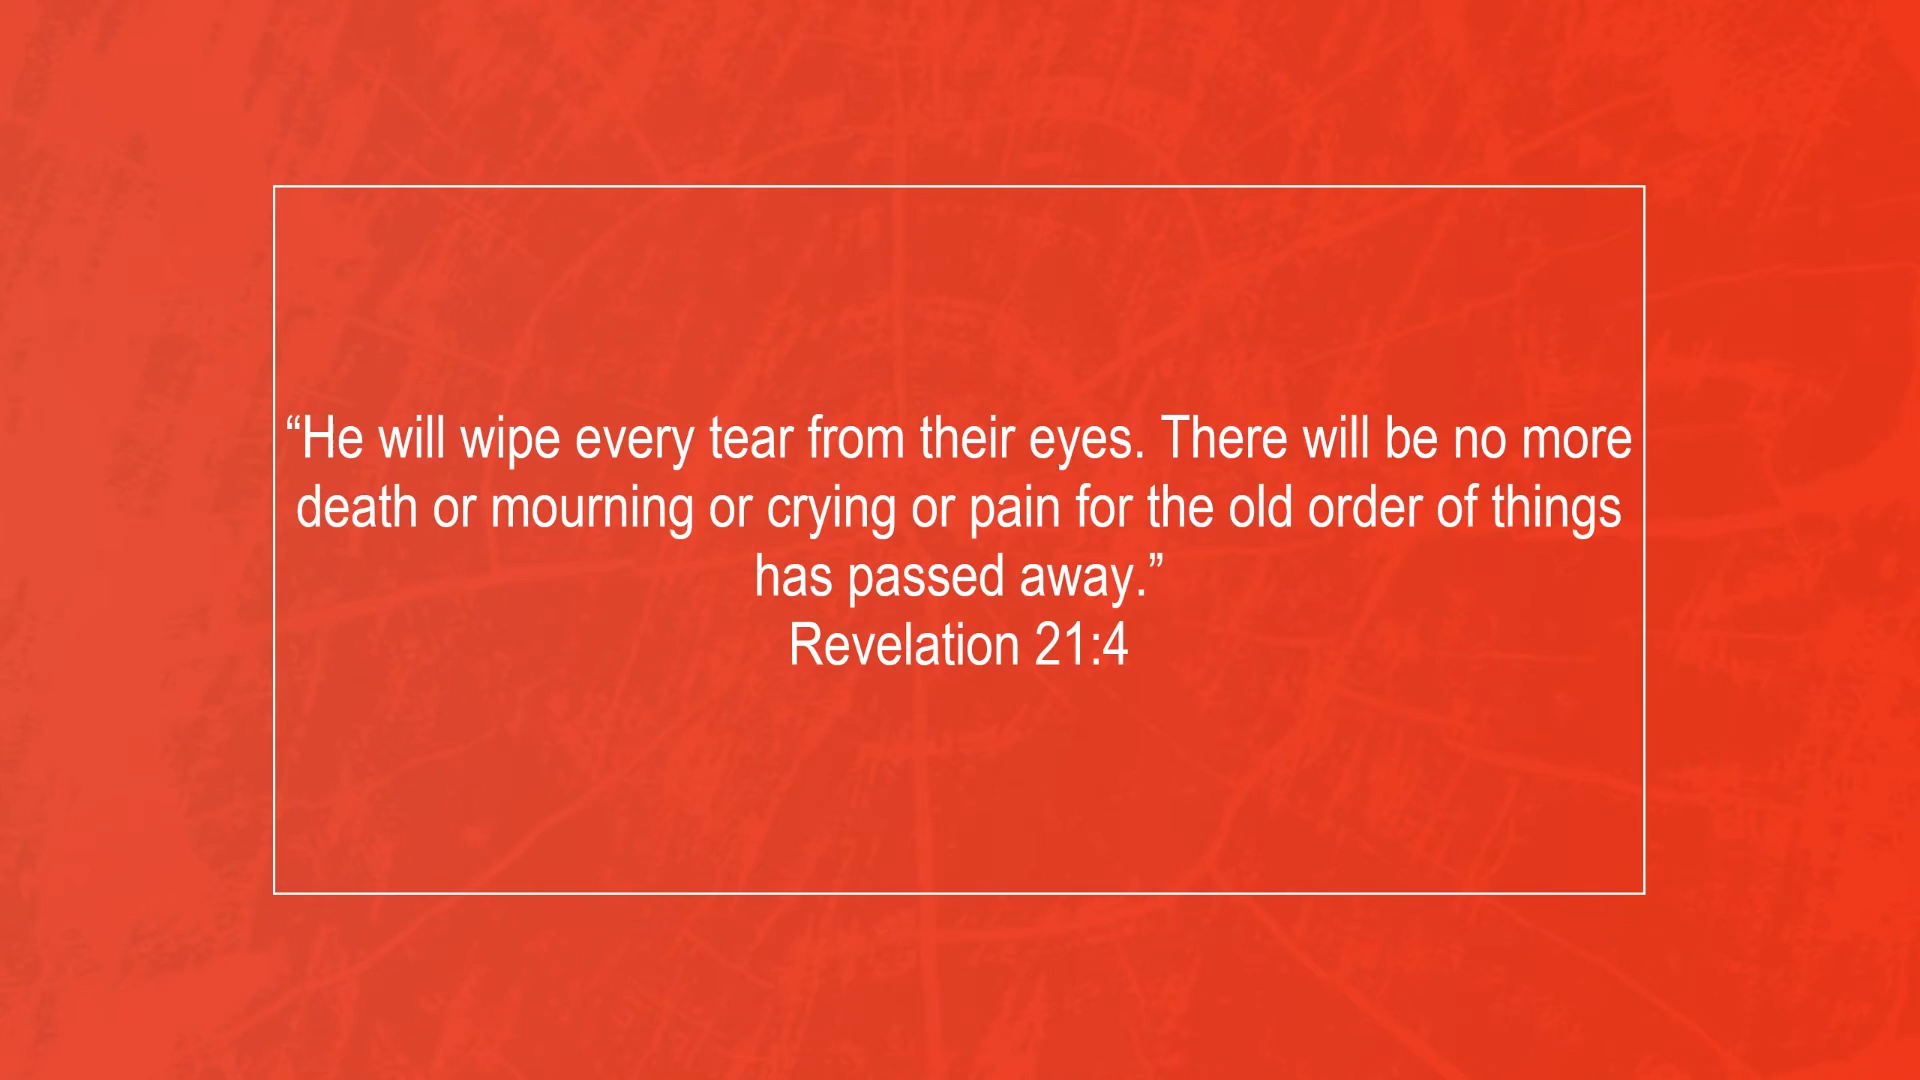 “He will wipe every tear from their eyes. There will be no more
death or mourning or crying or pain for the old order of things
has passed away.”
Revelation 21:4